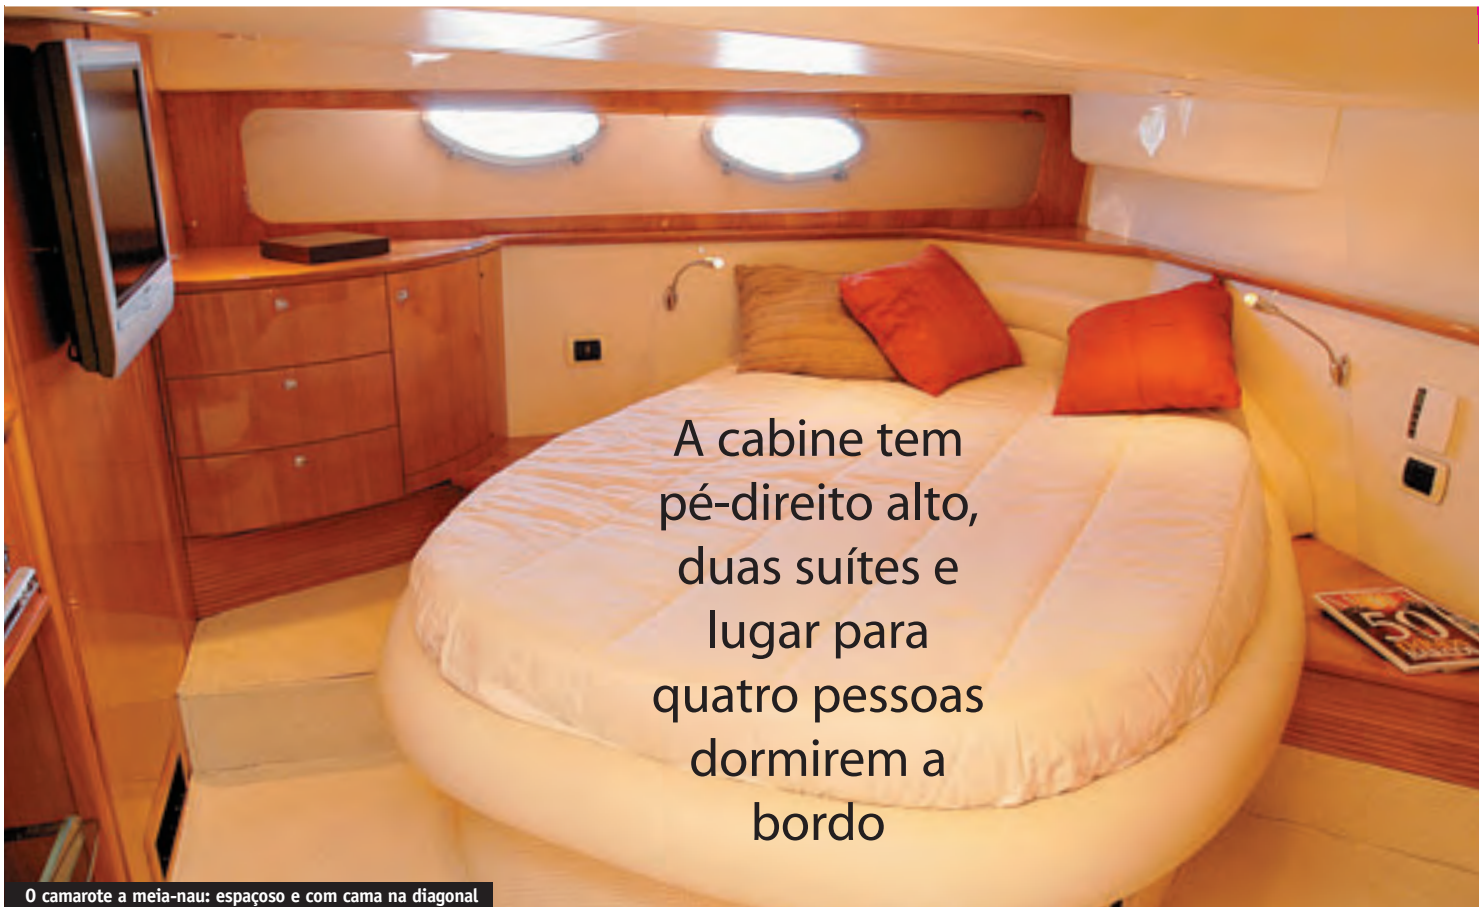 A cabine tem
pé-direito alto,
duas suítes e
lugar para
quatro pessoas
dormirem a
bordo
50
O camarote a meia-nau: espaçoso e com cama na diagonal